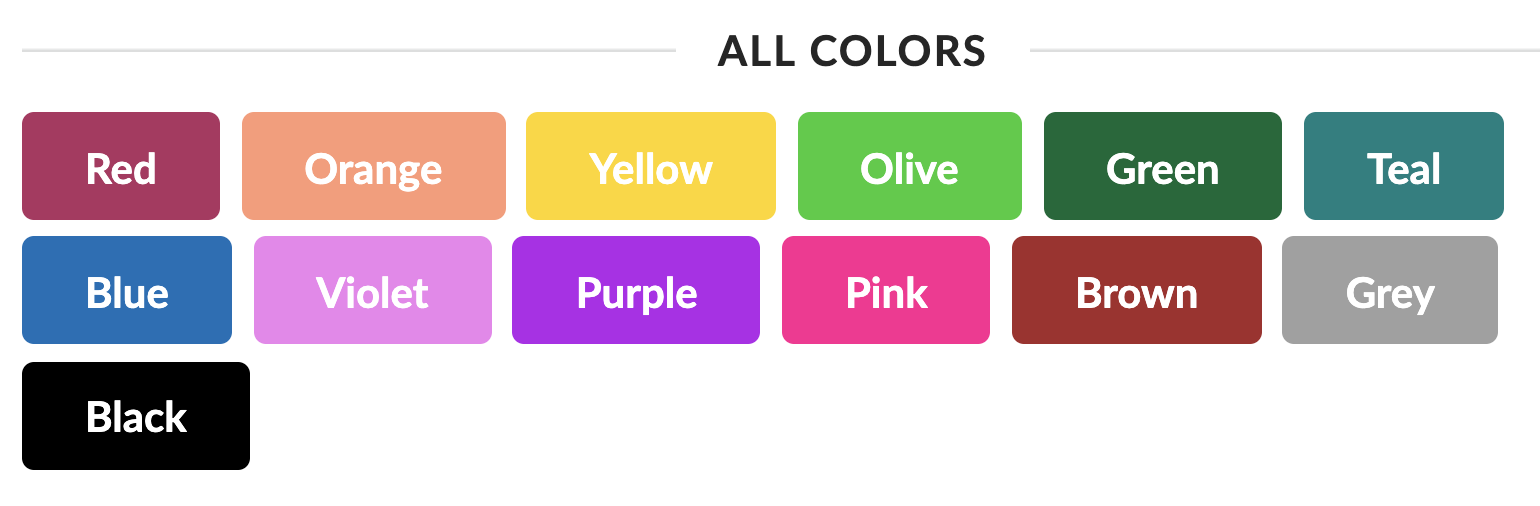 ALL COLORS
Red Orange Yellow Olive Green Teal
Blue Violet Purple Pink Brown Grey
Black